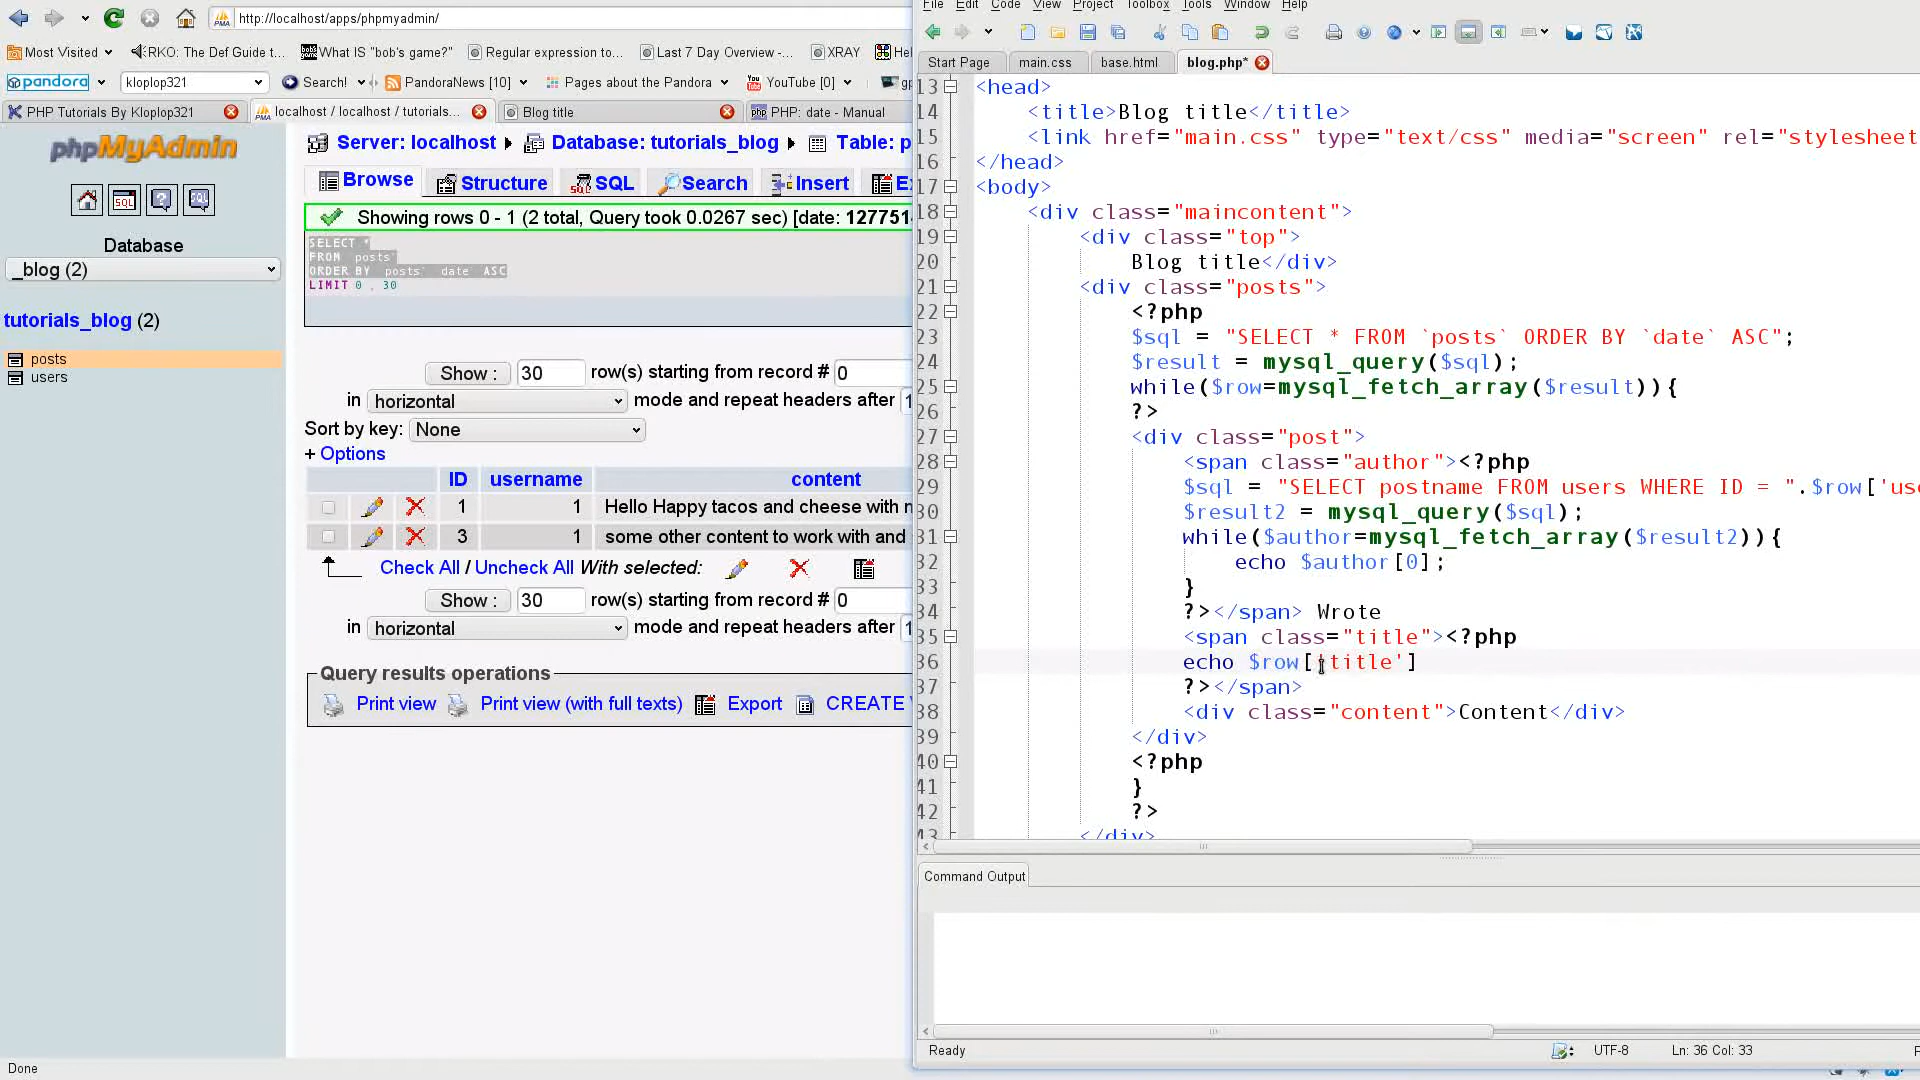 http://localhost/apps/phpmyadmin/
Most Visited
RKO: The Def Guide t...
What IS "bob's game?"
Regular expression to...
Last 7 Day Overview -...
XRAY
Hel
pandora
kloplop321
Search!
PandoraNews [10]
Pages about the Pandora
YouTube [0]
gp
PHP Tutorials By Kloplop321
localhost / localhost / tutorials...
Blog title
PHP: date - Manual
phpMyAdmin
Database
_blog (2)
tutorials_blog (2)
posts
users
Server: localhost
Database: tutorials_blog
Table: p
Browse
Structure
SQL
Search
Insert
Ex
Showing rows 0 - 1 (2 total, Query took 0.0267 sec) [date: 127751
SELECT *
FROM `posts`
ORDER BY `posts` `date` ASC
LIMIT 0 , 30
Show : 30 row(s) starting from record # 0
in horizontal mode and repeat headers after 1
Sort by key: None
+ Options
ID username content
1 1 Hello Happy tacos and cheese with n
3 1 some other content to work with and
Check All / Uncheck All With selected:
Show : 30 row(s) starting from record # 0
in horizontal mode and repeat headers after 1
Query results operations
Print view Print view (with full texts) Export CREATE V
Done
File Edit Code View Project Toolbox Tools Window Help
Start Page
main.css
base.html
blog.php*
13 <head>
14 <title>Blog title</title>
15 <link href="main.css" type="text/css" media="screen" rel="stylesheet
16 </head>
17 <body>
18 <div class="maincontent">
19 <div class="top">
20 Blog title</div>
21 <div class="posts">
22 <?php
23 $sql = "SELECT * FROM `posts` ORDER BY `date` ASC";
24 $result = mysql_query($sql);
25 while($row=mysql_fetch_array($result)){
26 ?>
27 <div class="post">
28 <span class="author"><?php
29 $sql = "SELECT postname FROM users WHERE ID = ".$row['use
30 $result2 = mysql_query($sql);
31 while($author=mysql_fetch_array($result2)){
32 echo $author[0];
33 }
34 ?></span> Wrote
35 <span class="title"><?php
36 echo $row['title']
37 ?></span>
38 <div class="content">Content</div>
39 </div>
40 <?php
41 }
42 ?>
43 </div>
Command Output
Ready
UTF-8
Ln: 36 Col: 33